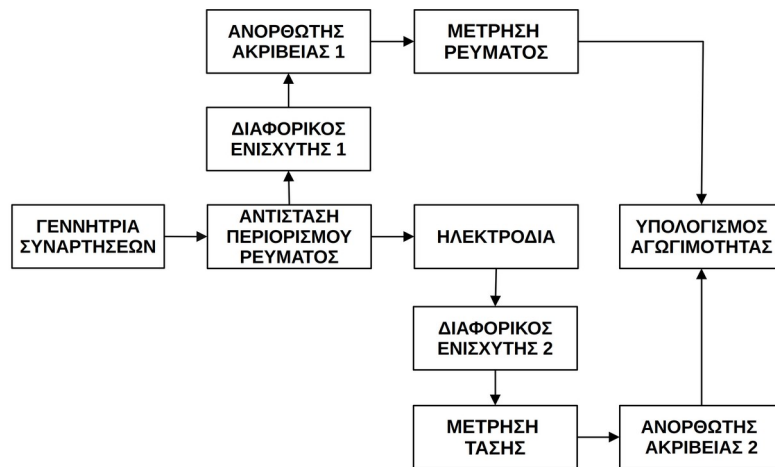 ΑΝΟΡΘΩΤΗΣ
ΑΚΡΙΒΕΙΑΣ 1
ΜΕΤΡΗΣΗ
ΡΕΥΜΑΤΟΣ
ΔΙΑΦΟΡΙΚΟΣ
ΕΝΙΣΧΥΤΗΣ 1
ΓΕΝΝΗΤΡΙΑ
ΣΥΝΑΡΤΗΣΕΩΝ
ΑΝΤΙΣΤΑΣΗ
ΠΕΡΙΟΡΙΣΜΟΥ
ΡΕΥΜΑΤΟΣ
ΗΛΕΚΤΡΟΔΙΑ
ΥΠΟΛΟΓΙΣΜΟΣ
ΑΓΩΓΙΜΟΤΗΤΑΣ
ΔΙΑΦΟΡΙΚΟΣ
ΕΝΙΣΧΥΤΗΣ 2
ΜΕΤΡΗΣΗ
ΤΑΣΗΣ
ΑΝΟΡΘΩΤΗΣ
ΑΚΡΙΒΕΙΑΣ 2